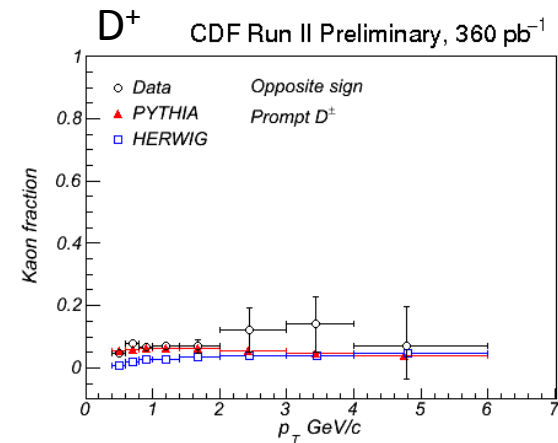 D⁺
CDF Run II Preliminary, 360 pb⁻¹
Data
PYTHIA
HERWIG
Opposite sign
Prompt D±
Kaon fraction
1
0.8
0.6
0.4
0.2
0
0 1 2 3 4 5 6 7
p_T GeV/c